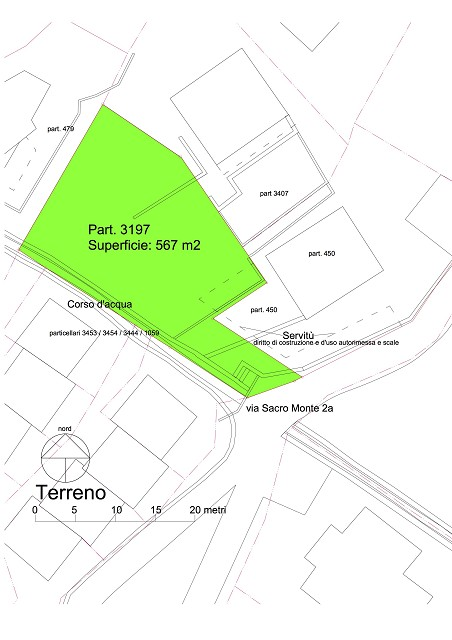 part. 479
part 3407
Part. 3197
Superficie: 567 m2
part. 450
Corso d'acqua
part. 450
particellari 3453 / 3454 / 3444 / 1059
Servitù
diritto di costruzione e d'uso autorimessa e scale
via Sacro Monte 2a
nord
Terreno
0 5 10 15 20 metri